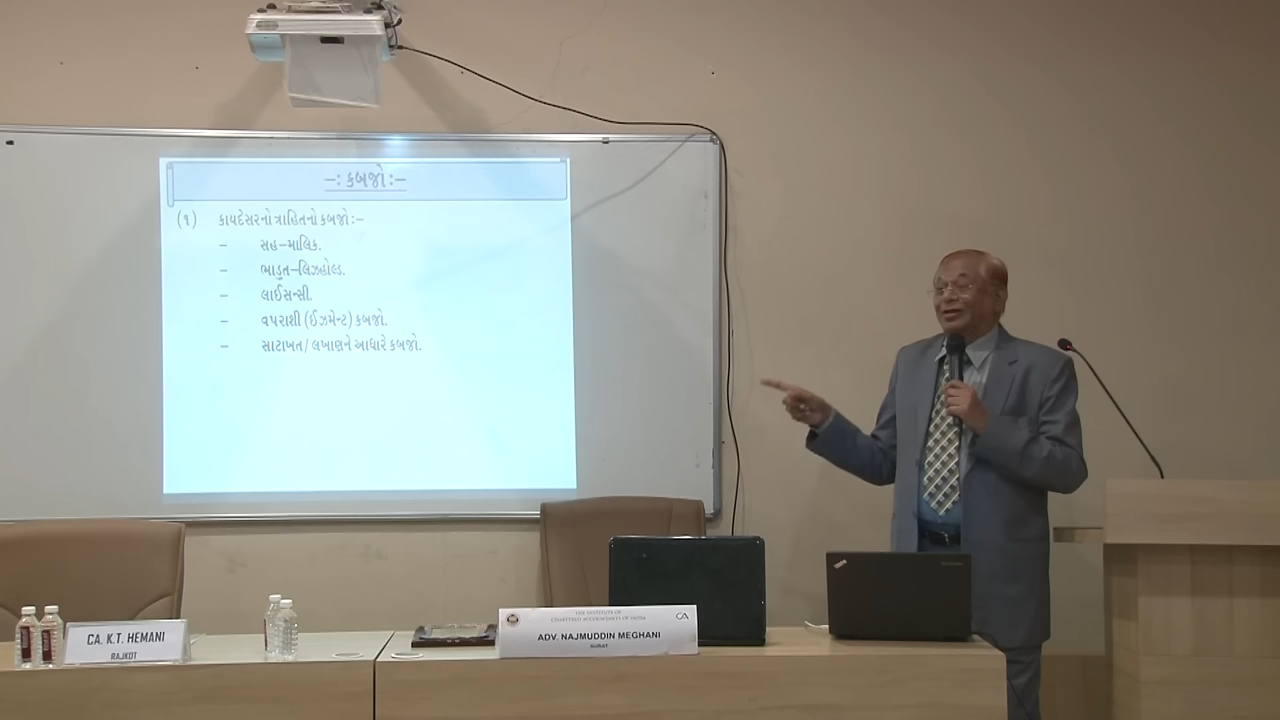 –: કબજો :–
(૧) કાયદેસરનો ત્રાહિતનો કબજો :–
– સહ–માલિક.
– ભાડુત–લિઝહોલ્ડ.
– લાઈસન્સી.
– વપરાશી (ઈઝમેન્ટ) કબજો.
– સાટાખત/ લખાણને આધારે કબજો.
CA. K.T. HEMANI
RAJKOT
THE INSTITUTE OF
CHARTERED ACCOUNTANTS OF INDIA
CA
ADV. NAJMUDDIN MEGHANI
SURAT